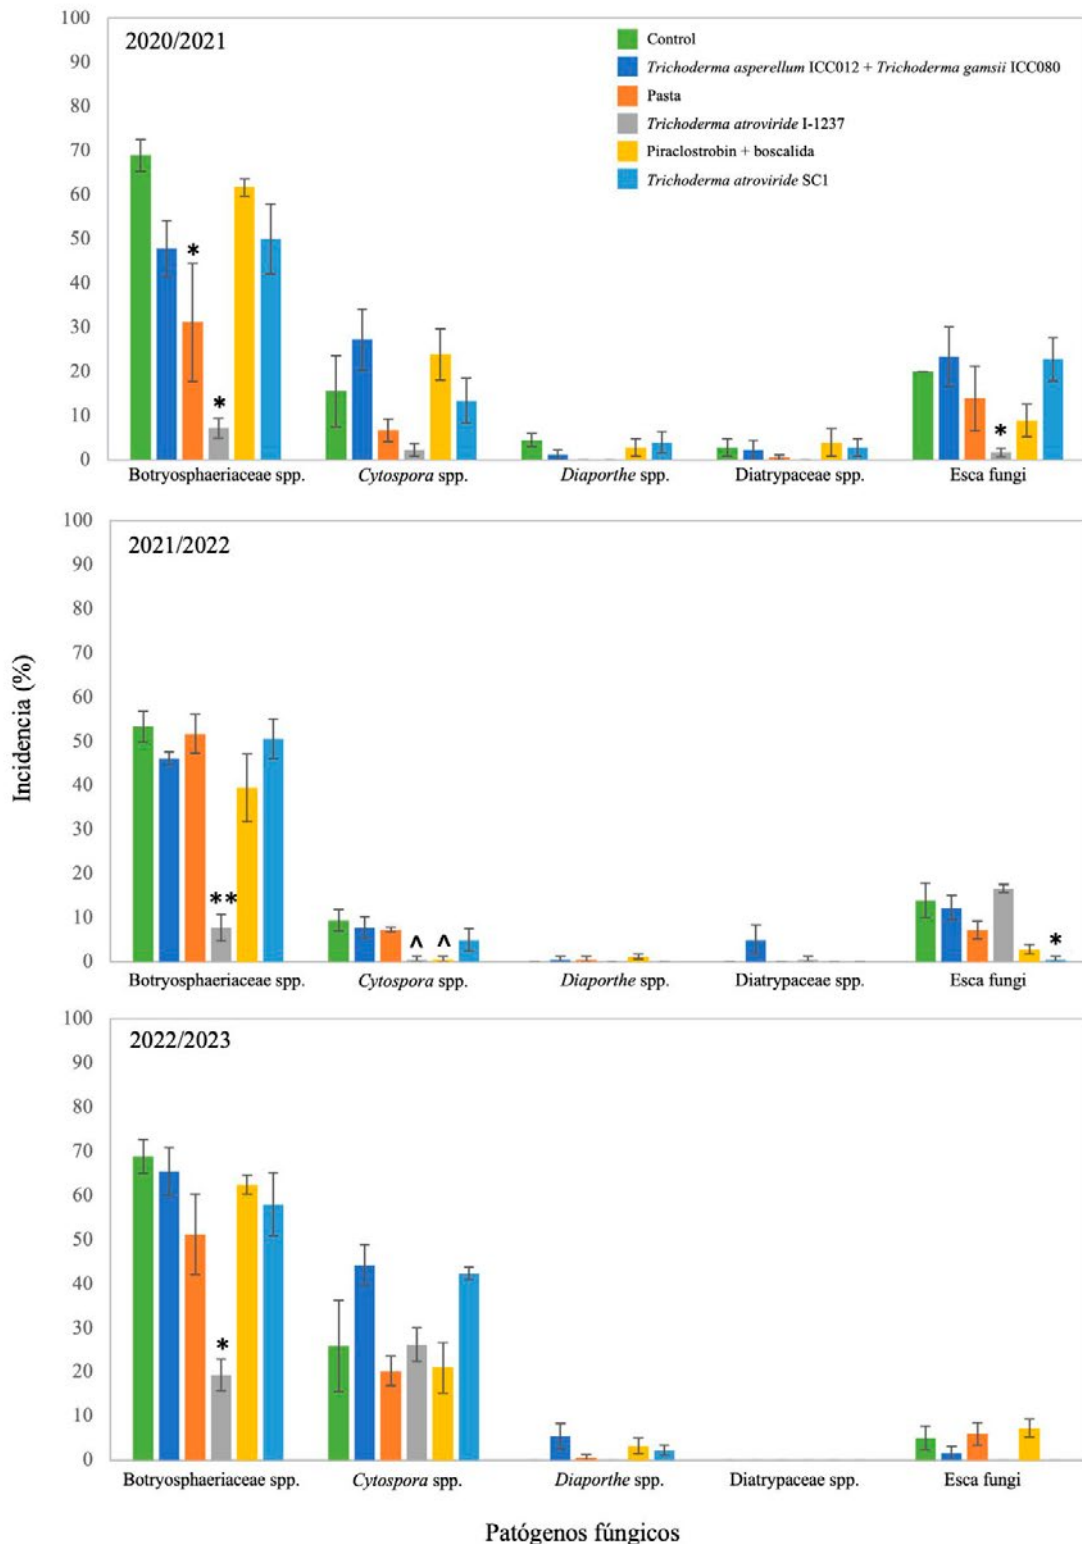 2020/2021
Control
Trichoderma asperellum ICC012 + Trichoderma gamsii ICC080
Pasta
Trichoderma atroviride I-1237
Piraclostrobin + boscalida
Trichoderma atroviride SC1
100
90
80
70
60
50
40
30
20
10
0
*
*
*
Botryosphaeriaceae spp.
Cytospora spp.
Diaporthe spp.
Diatrypaceae spp.
Esca fungi
Incidencia (%)
2021/2022
100
90
80
70
60
50
40
30
20
10
0
**
^
^
*
Botryosphaeriaceae spp.
Cytospora spp.
Diaporthe spp.
Diatrypaceae spp.
Esca fungi
2022/2023
100
90
80
70
60
50
40
30
20
10
0
*
Botryosphaeriaceae spp.
Cytospora spp.
Diaporthe spp.
Diatrypaceae spp.
Esca fungi
Patógenos fúngicos